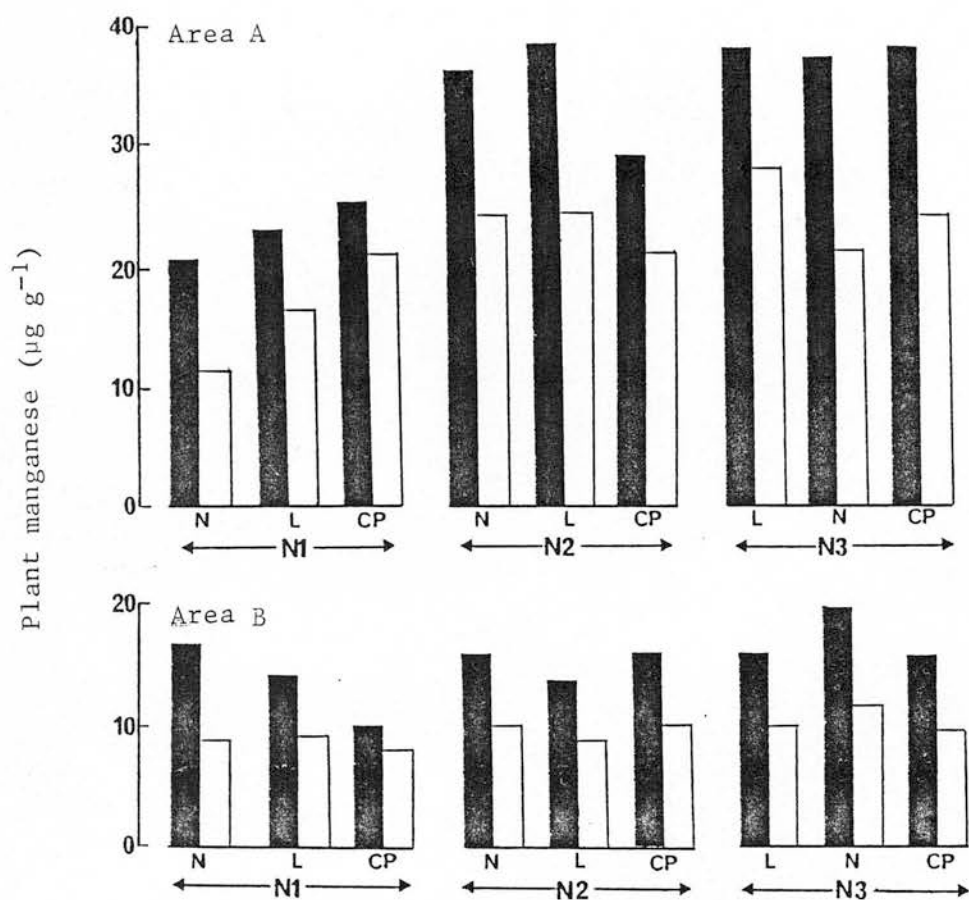 Plant manganese (µg g⁻¹)
Area A
40
30
20
10
0
N L CP N L CP L N CP
N1 N2 N3
Area B
20
10
0
N L CP N L CP L N CP
N1 N2 N3